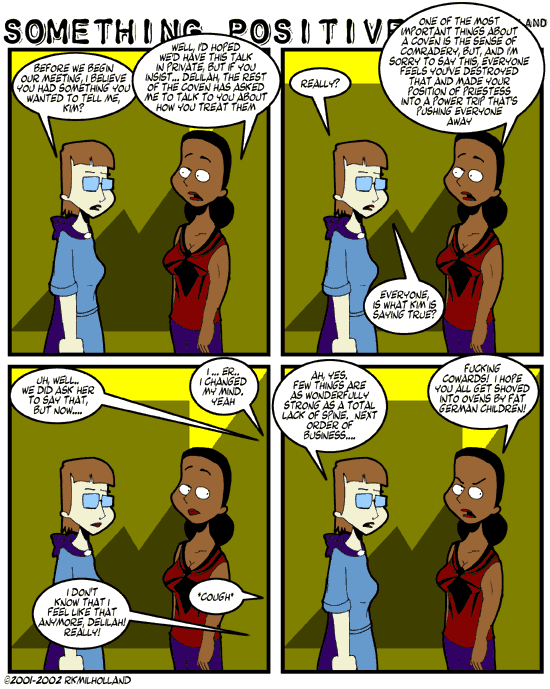 SOMETHING POSITIVE
LAND
BEFORE WE BEGIN
OUR MEETING, I BELIEVE
YOU HAD SOMETHING YOU
WANTED TO TELL ME,
KIM?
WELL, I'D HOPED
WE'D HAVE THIS TALK
IN PRIVATE, BUT IF YOU
INSIST... DELILAH, THE REST
OF THE COVEN HAS ASKED
ME TO TALK TO YOU ABOUT
HOW YOU TREAT THEM
REALLY?
ONE OF THE MOST
IMPORTANT THINGS ABOUT
A COVEN IS THE SENSE OF
COMRADERY, BUT, AND I'M
SORRY TO SAY THIS, EVERYONE
FEELS YOU'VE DESTROYED
THAT AND MADE YOUR
POSITION OF PRIESTESS
INTO A POWER TRIP THAT'S
PUSHING EVERYONE
AWAY
EVERYONE,
IS WHAT KIM IS
SAYING TRUE?
UH, WELL..
WE DID ASK HER
TO SAY THAT,
BUT NOW....
I ... ER..
I CHANGED
MY MIND.
YEAH
I DON'T
KNOW THAT I
FEEL LIKE THAT
ANYMORE, DELILAH!
REALLY!
*COUGH*
AH, YES.
FEW THINGS ARE
AS WONDERFULLY
STRONG AS A TOTAL
LACK OF SPINE. NEXT
ORDER OF
BUSINESS....
FUCKING
COWARDS! I HOPE
YOU ALL GET SHOVED
INTO OVENS BY FAT
GERMAN CHILDREN!
©2001-2002 RKMILHOLLAND